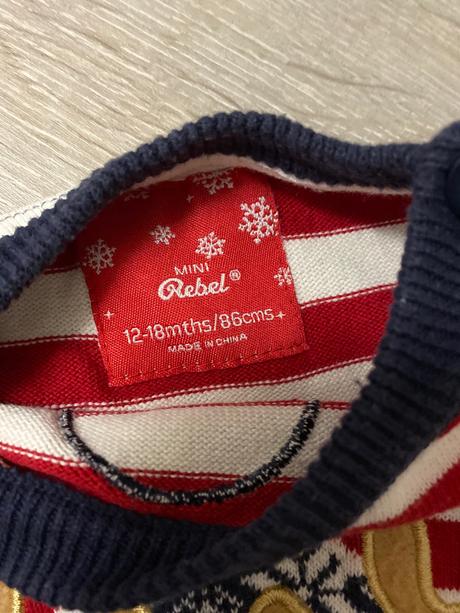 MINI
Rebel®
12-18mths/86cms
MADE IN CHINA